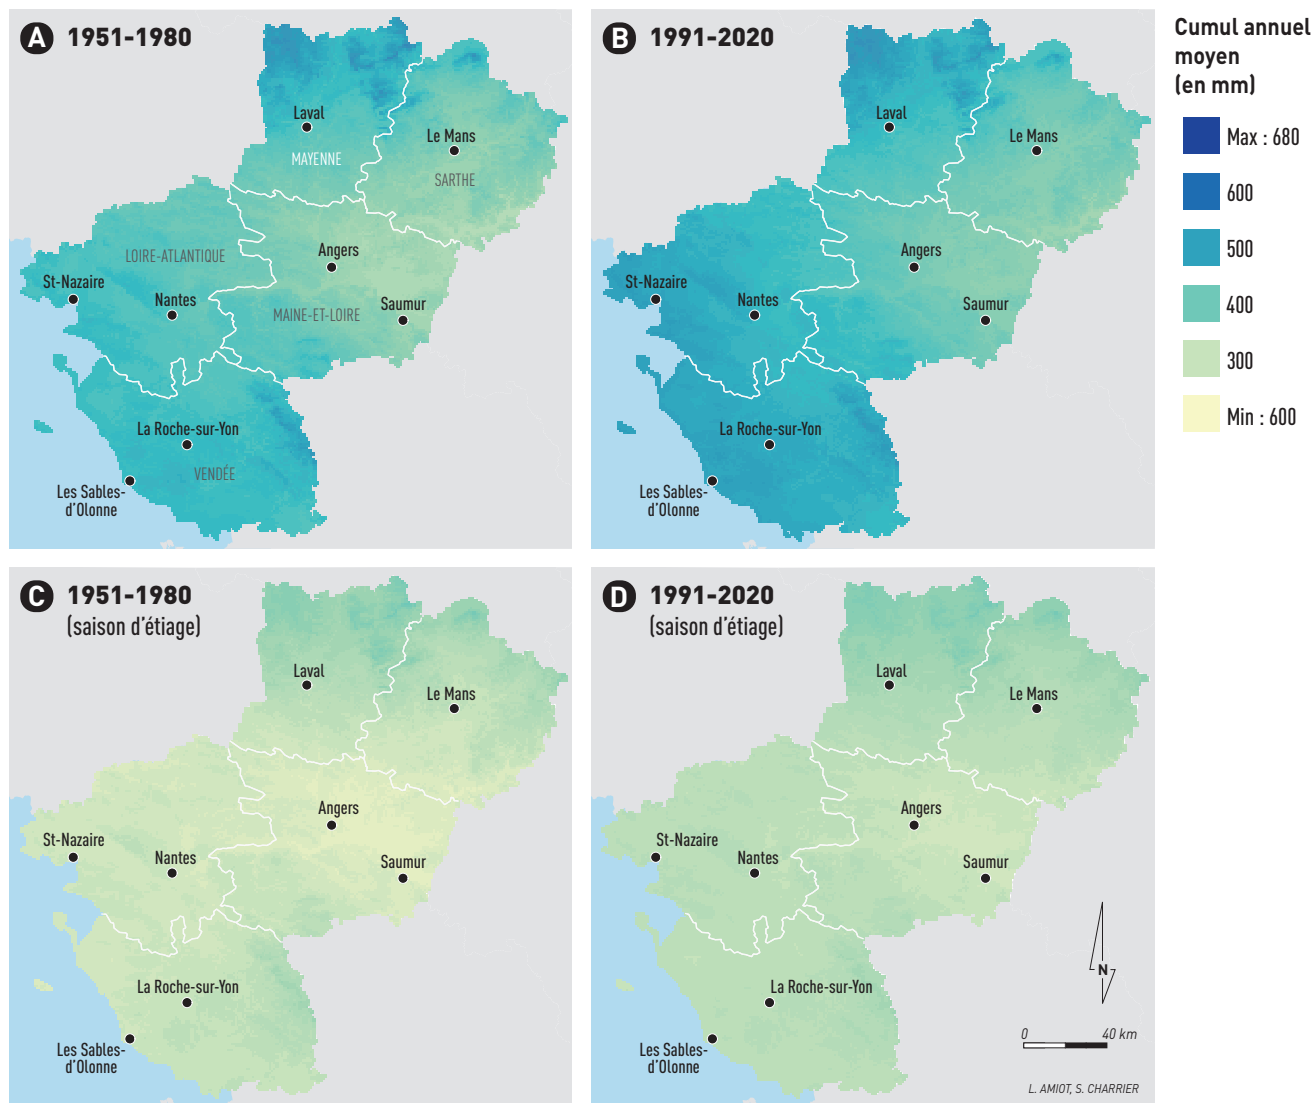 A 1951-1980
Laval
MAYENNE
Le Mans
SARTHE
LOIRE-ATLANTIQUE
Angers
St-Nazaire
Nantes
Saumur
MAINE-ET-LOIRE
La Roche-sur-Yon
VENDÉE
Les Sables-
d'Olonne
B 1991-2020
Laval
Le Mans
Angers
St-Nazaire
Nantes
Saumur
La Roche-sur-Yon
Les Sables-
d'Olonne
Cumul annuel
moyen
(en mm)
Max : 680
600
500
400
300
Min : 600
C 1951-1980
(saison d'étiage)
Laval
Le Mans
Angers
St-Nazaire
Nantes
Saumur
La Roche-sur-Yon
Les Sables-
d'Olonne
D 1991-2020
(saison d'étiage)
Laval
Le Mans
Angers
St-Nazaire
Nantes
Saumur
La Roche-sur-Yon
Les Sables-
d'Olonne
N
0 40 km
L. AMIOT, S. CHARRIER